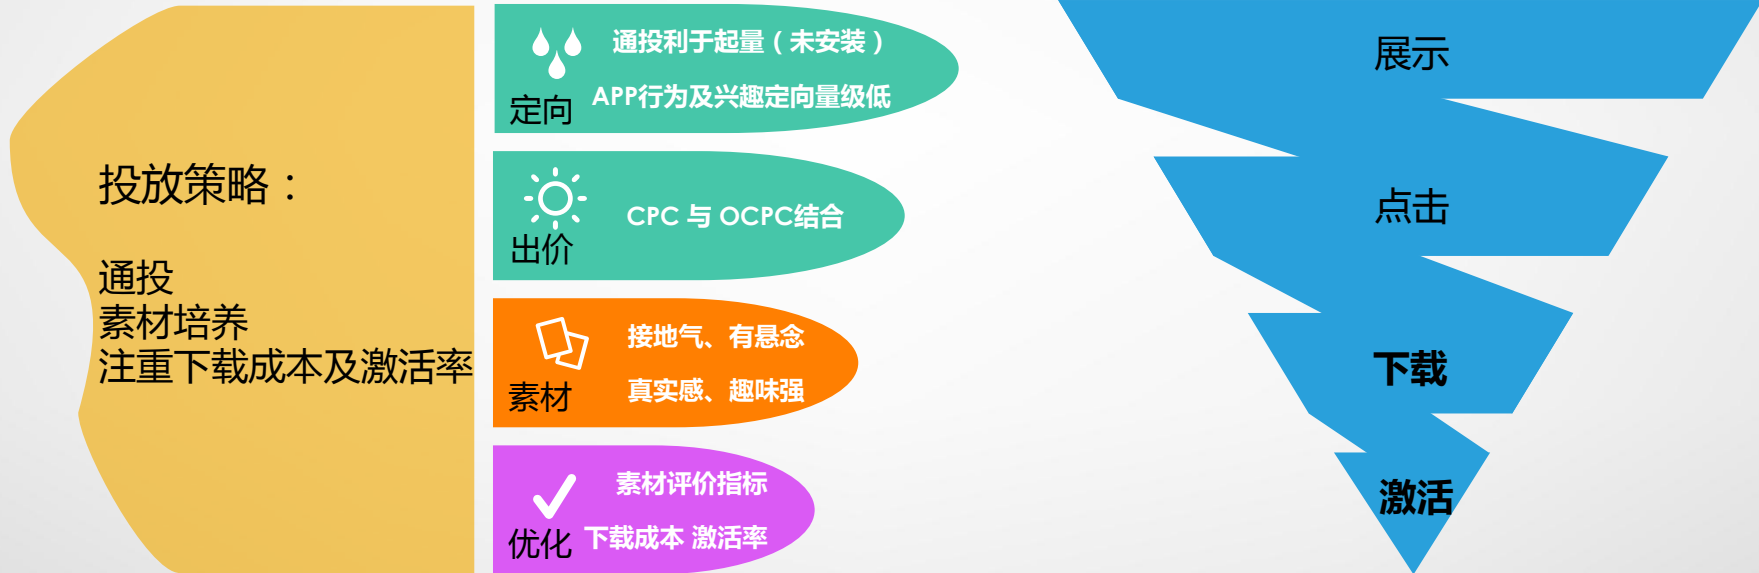 投放策略：
通投
素材培养
注重下载成本及激活率
通投利于起量（未安装）
APP行为及兴趣定向量级低
定向
CPC 与 OCPC结合
出价
接地气、有悬念
真实感、趣味强
素材
素材评价指标
下载成本 激活率
优化
展示
点击
下载
激活